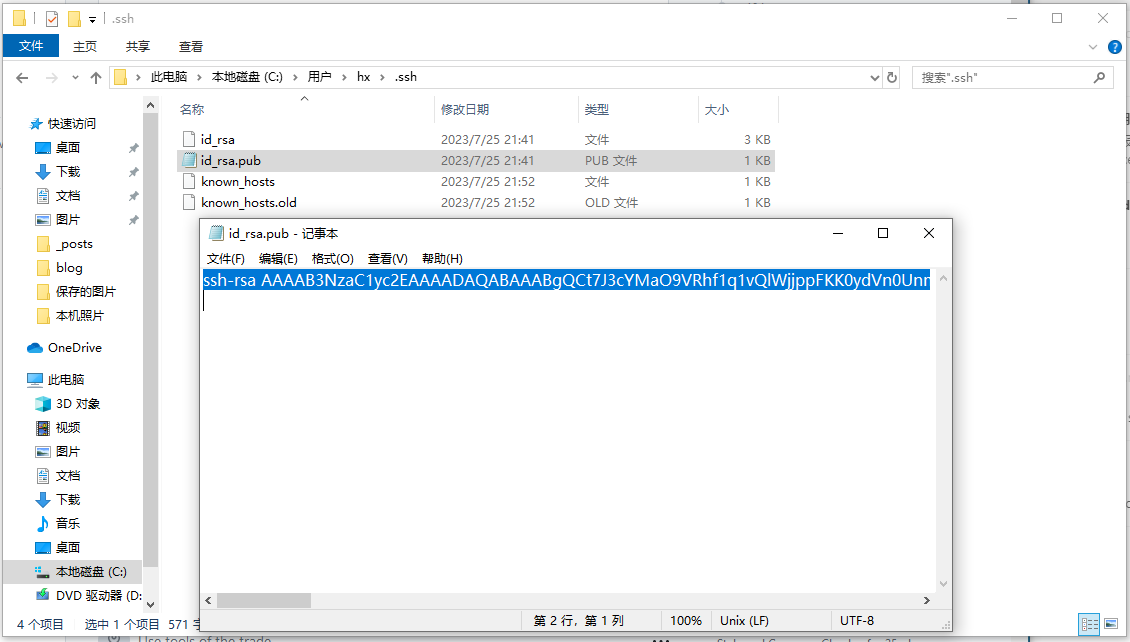 .ssh
文件 主页 共享 查看
此电脑 本地磁盘 (C:) 用户 hx .ssh 搜索".ssh"
名称 修改日期 类型 大小
id_rsa 2023/7/25 21:41 文件 3 KB
id_rsa.pub 2023/7/25 21:41 PUB 文件 1 KB
known_hosts 2023/7/25 21:52 文件 1 KB
known_hosts.old 2023/7/25 21:52 OLD 文件 1 KB
快速访问
桌面
下载
文档
图片
_posts
blog
保存的图片
本机照片
OneDrive
此电脑
3D 对象
视频
图片
文档
下载
音乐
桌面
本地磁盘 (C:)
DVD 驱动器 (D:
id_rsa.pub - 记事本
文件(F) 编辑(E) 格式(O) 查看(V) 帮助(H)
ssh-rsa AAAAB3NzaC1yc2EAAAADAQABAAABgQCt7J3cYMaO9VRhf1q1vQlWjjppFKK0ydVn0Unr
第 2 行，第 1 列 100% Unix (LF) UTF-8
4 个项目 选中 1 个项目 571
Use tools of the trade